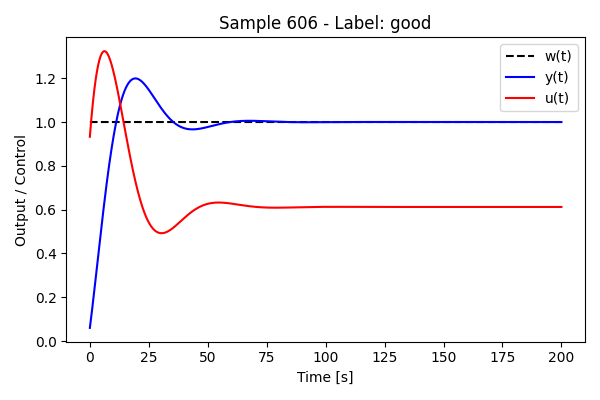 Sample 606 - Label: good
w(t)
y(t)
u(t)
Output / Control
1.2
1.0
0.8
0.6
0.4
0.2
0.0
0 25 50 75 100 125 150 175 200
Time [s]